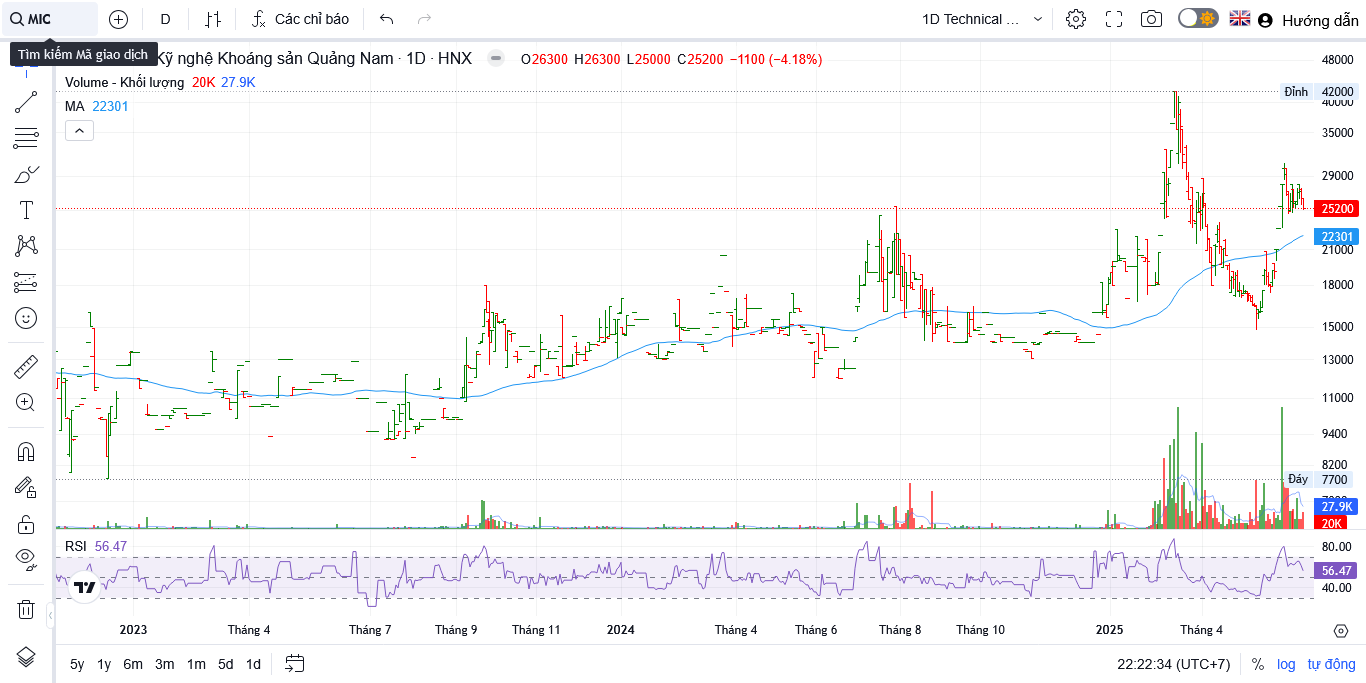 MIC
D
Các chỉ báo
1D Technical ...
Hướng dẫn
Tìm kiếm Mã giao dịch
Kỹ nghệ Khoáng sản Quảng Nam · 1D · HNX
O26300 H26300 L25000 C25200 −1100 (−4.18%)
Volume - Khối lượng 20K 27.9K
MA 22301
48000
Đỉnh 42000
40000
35000
29000
25200
22301
21000
18000
15000
13000
11000
9400
8200
Đáy 7700
27.9K
20K
RSI 56.47
80.00
56.47
40.00
2023 Tháng 4 Tháng 7 Tháng 9 Tháng 11 2024 Tháng 4 Tháng 6 Tháng 8 Tháng 10 2025 Tháng 4
5y 1y 6m 3m 1m 5d 1d
22:22:34 (UTC+7) % log tự động